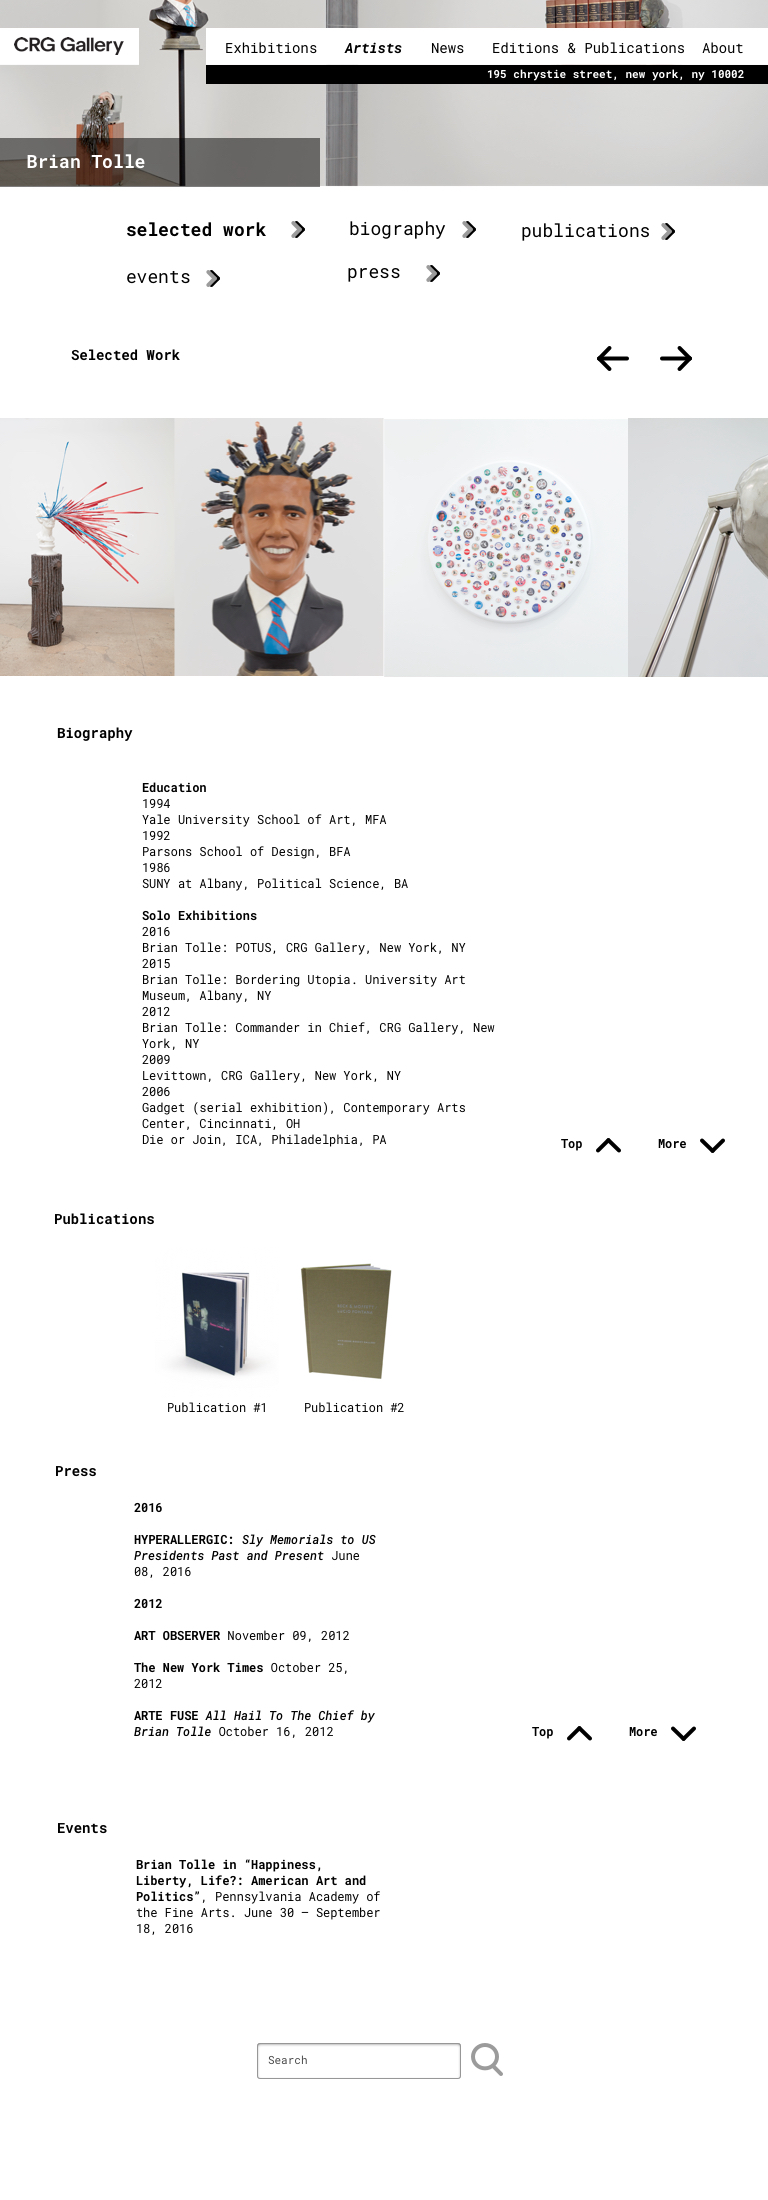 CRG Gallery
Exhibitions Artists News Editions & Publications About
195 chrystie street, new york, ny 10002
Brian Tolle
selected work biography publications
events press
Selected Work
Biography
Education
1994
Yale University School of Art, MFA
1992
Parsons School of Design, BFA
1986
SUNY at Albany, Political Science, BA
Solo Exhibitions
2016
Brian Tolle: POTUS, CRG Gallery, New York, NY
2015
Brian Tolle: Bordering Utopia. University Art
Museum, Albany, NY
2012
Brian Tolle: Commander in Chief, CRG Gallery, New
York, NY
2009
Levittown, CRG Gallery, New York, NY
2006
Gadget (serial exhibition), Contemporary Arts
Center, Cincinnati, OH
Die or Join, ICA, Philadelphia, PA
Top More
Publications
Publication #1 Publication #2
Press
2016
HYPERALLERGIC: Sly Memorials to US
Presidents Past and Present June
08, 2016
2012
ART OBSERVER November 09, 2012
The New York Times October 25,
2012
ARTE FUSE All Hail To The Chief by
Brian Tolle October 16, 2012
Top More
Events
Brian Tolle in “Happiness,
Liberty, Life?: American Art and
Politics”, Pennsylvania Academy of
the Fine Arts. June 30 – September
18, 2016
Search